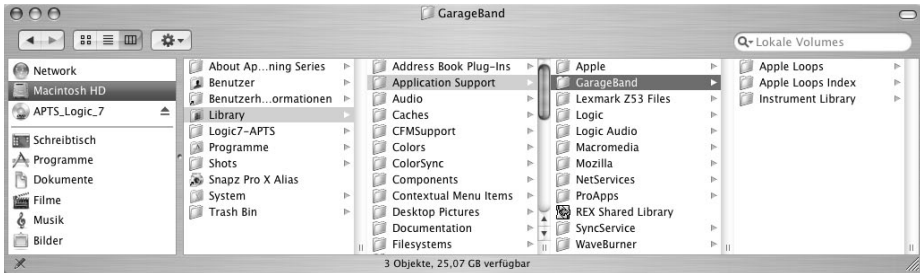 GarageBand
Lokale Volumes
Network
Macintosh HD
APTS_Logic_7
Schreibtisch
Programme
Dokumente
Filme
Musik
Bilder
About Ap...ning Series
Benutzer
Benutzerh...ormationen
Library
Logic7-APTS
Programme
Shots
Snapz Pro X Alias
System
Trash Bin
Address Book Plug-Ins
Application Support
Audio
Caches
CFMSupport
Colors
ColorSync
Components
Contextual Menu Items
Desktop Pictures
Documentation
Filesystems
Apple
GarageBand
Lexmark Z53 Files
Logic
Logic Audio
Macromedia
Mozilla
NetServices
ProApps
REX Shared Library
SyncService
WaveBurner
Apple Loops
Apple Loops Index
Instrument Library
3 Objekte, 25,07 GB verfügbar